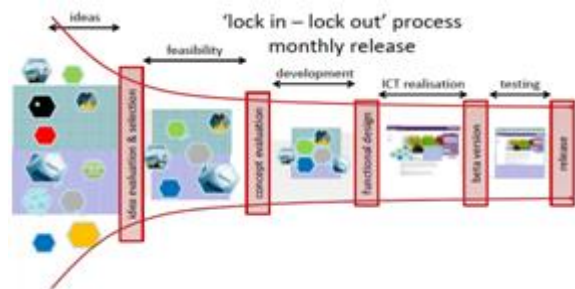 ideas
'lock in – lock out' process
monthly release
feasibility
development
ICT realisation
testing
idea evaluation & selection
concept evaluation
functional design
beta version
release